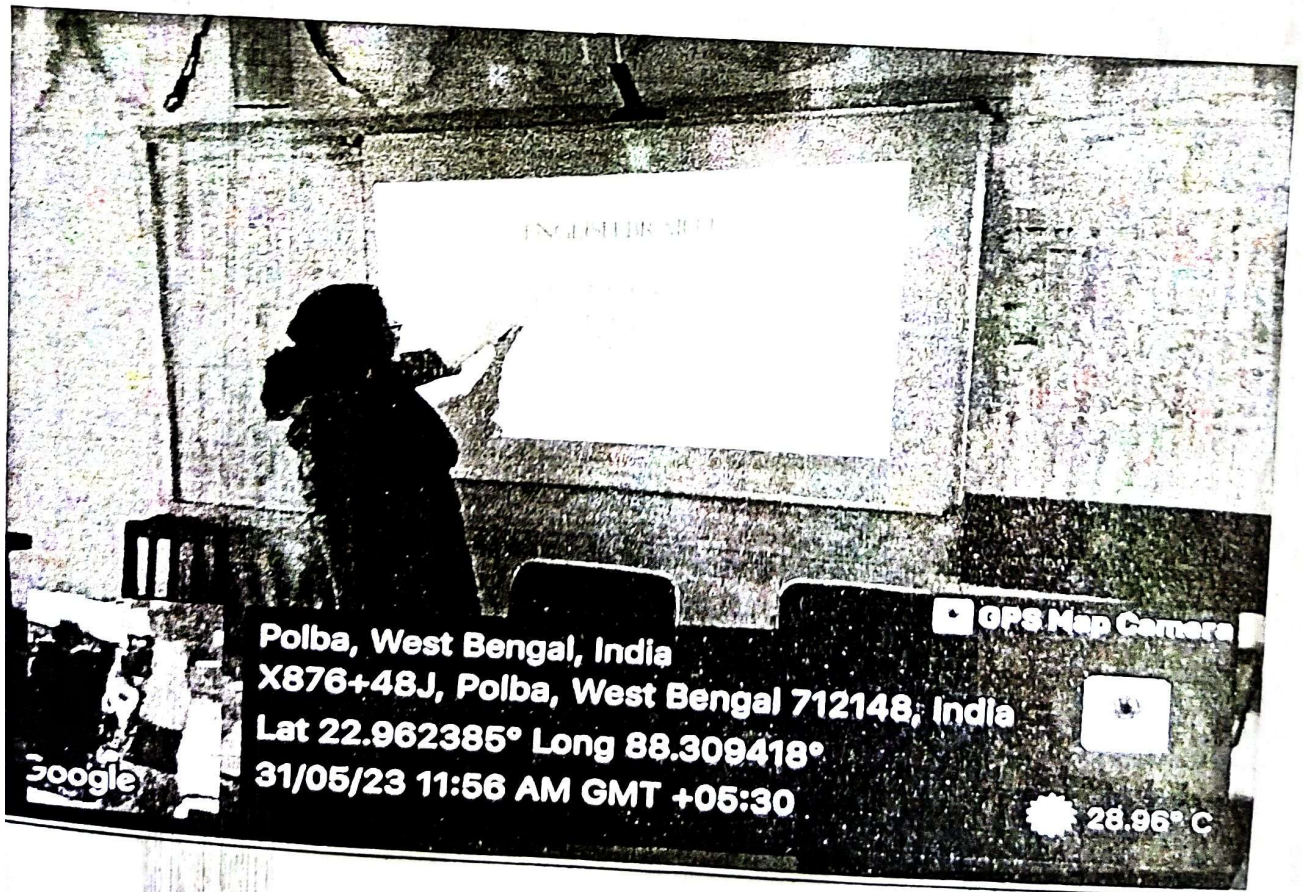 GPS Map Camera
Polba, West Bengal, India
X876+48J, Polba, West Bengal 712148, India
Lat 22.962385° Long 88.309418°
31/05/23 11:56 AM GMT +05:30
Google
28.96° C